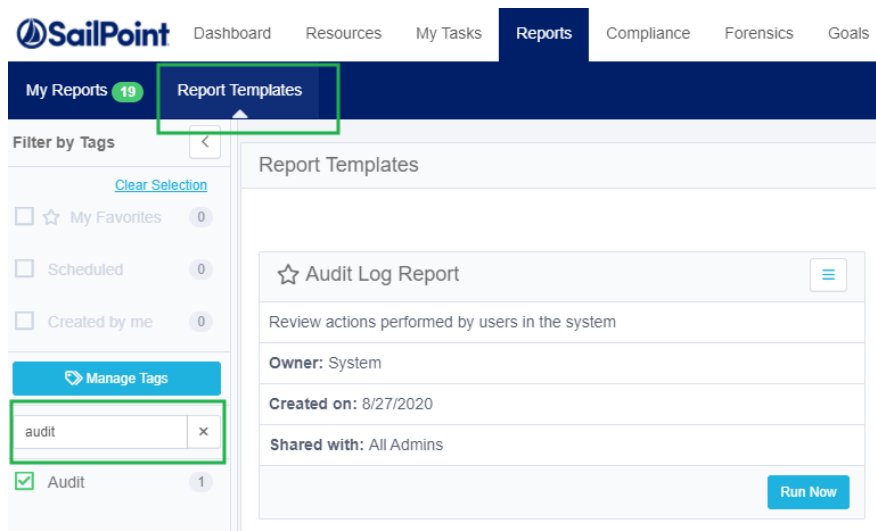 SailPoint Dashboard Resources My Tasks Reports Compliance Forensics Goals
My Reports 19 Report Templates
Filter by Tags
Clear Selection
My Favorites 0
Scheduled 0
Created by me 0
Manage Tags
audit
Audit 1
Report Templates
Audit Log Report
Review actions performed by users in the system
Owner: System
Created on: 8/27/2020
Shared with: All Admins
Run Now